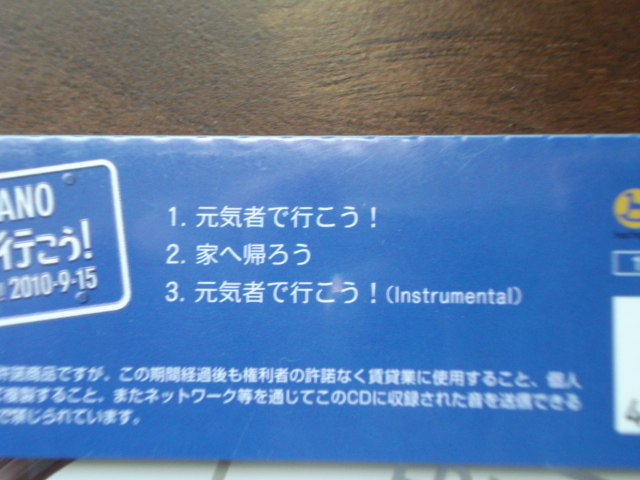 ANO
行こう!
2010-9-15
1. 元気者で行こう！
2. 家へ帰ろう
3. 元気者で行こう！(Instrumental)
許諾商品ですが、この期間経過後も権利者の許諾なく賃貸業に使用すること、個人
複製すること、またネットワーク等を通じてこのCDに収録された音を送信できる
で禁じられています。